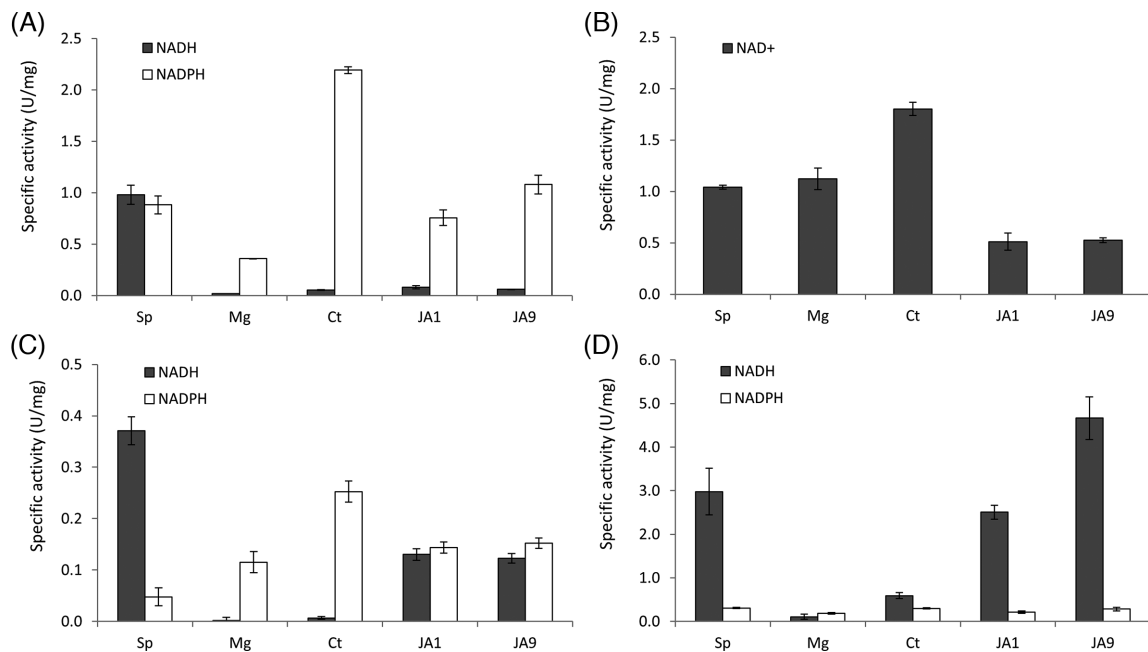 (A)
Specific activity (U/mg)
2.5
2.0
1.5
1.0
0.5
0.0
NADH
NADPH
Sp Mg Ct JA1 JA9
(B)
Specific activity (U/mg)
2.5
2.0
1.5
1.0
0.5
0.0
NAD+
Sp Mg Ct JA1 JA9
(C)
Specific activity (U/mg)
0.5
0.4
0.3
0.2
0.1
0.0
NADH
NADPH
Sp Mg Ct JA1 JA9
(D)
Specific activity (U/mg)
6.0
5.0
4.0
3.0
2.0
1.0
0.0
NADH
NADPH
Sp Mg Ct JA1 JA9